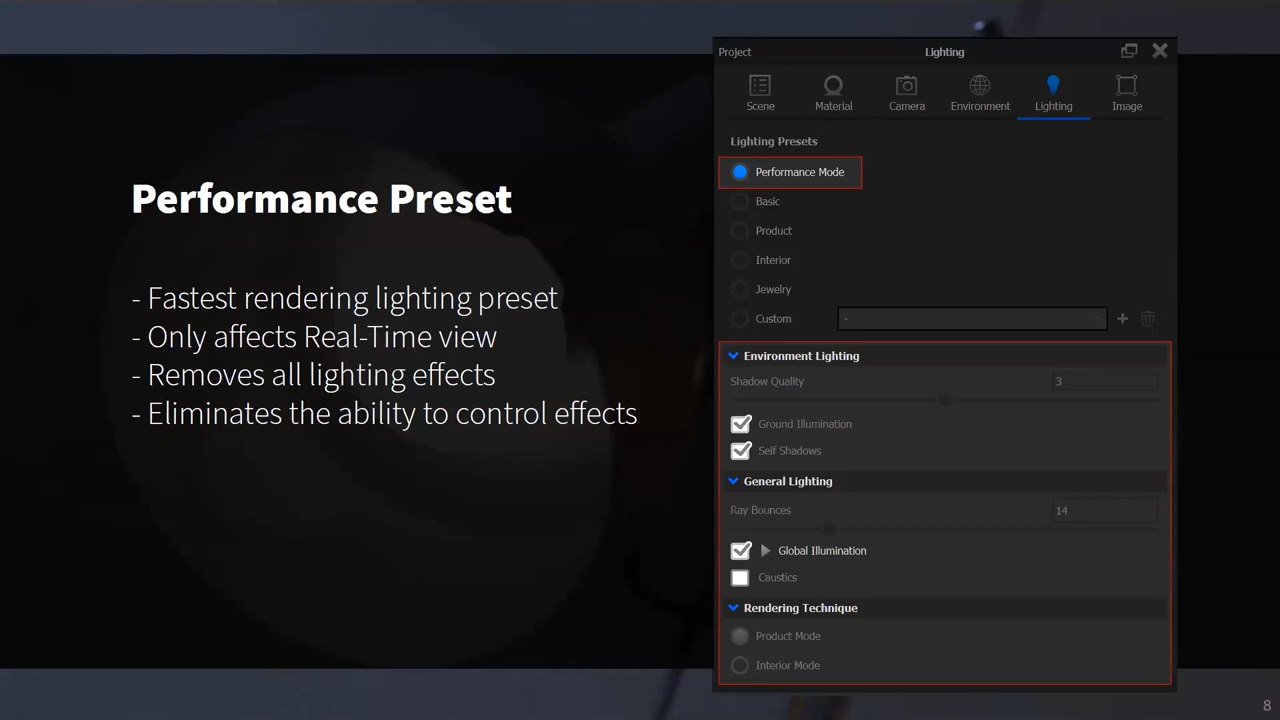 Performance Preset
- Fastest rendering lighting preset
- Only affects Real-Time view
- Removes all lighting effects
- Eliminates the ability to control effects
Project
Lighting
Scene
Material
Camera
Environment
Lighting
Image
Lighting Presets
Performance Mode
Basic
Product
Interior
Jewelry
Custom
-
Environment Lighting
Shadow Quality 3
Ground Illumination
Self Shadows
General Lighting
Ray Bounces 14
Global Illumination
Caustics
Rendering Technique
Product Mode
Interior Mode
8